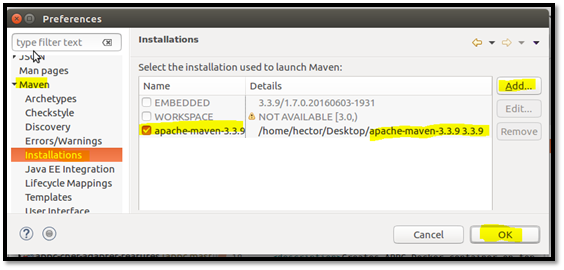 Preferences
type filter text
JSON
Man pages
Maven
Archetypes
Checkstyle
Discovery
Errors/Warnings
Installations
Java EE Integration
Lifecycle Mappings
Templates
User Interface
Installations
Select the installation used to launch Maven:
Name Details
EMBEDDED 3.3.9/1.7.0.20160603-1931
WORKSPACE NOT AVAILABLE [3.0,)
apache-maven-3.3.9 /home/hector/Desktop/apache-maven-3.3.9 3.3.9
Add...
Edit...
Remove
Cancel OK